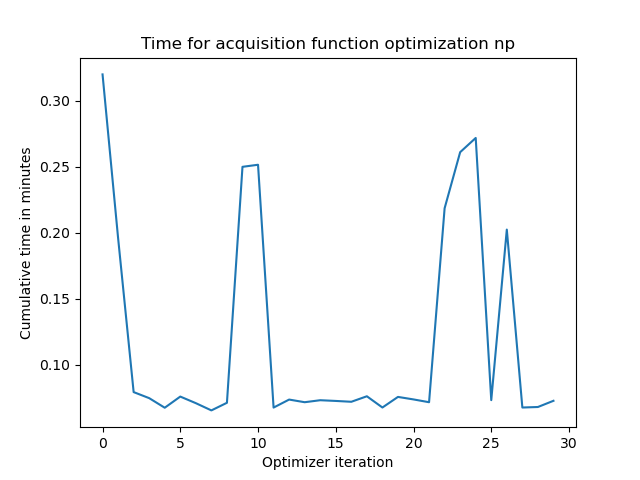 Time for acquisition function optimization np
Cumulative time in minutes
0.30
0.25
0.20
0.15
0.10
0 5 10 15 20 25 30
Optimizer iteration